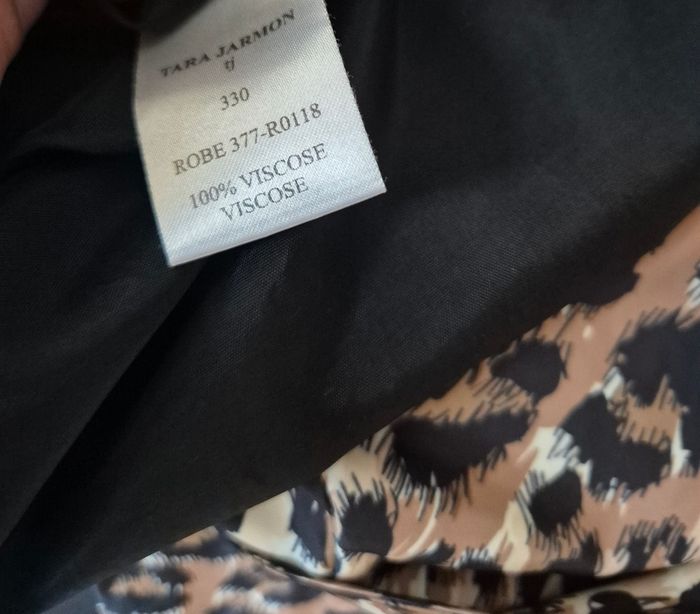 TARA JARMON
tj
330
ROBE 377-R0118
100% VISCOSE
VISCOSE